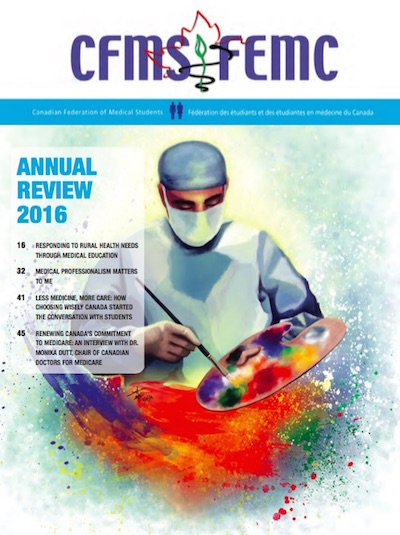 CFMS FEMC
Canadian Federation of Medical Students Fédération des étudiants et des étudiantes en médecine du Canada
ANNUAL
REVIEW
2016
16 RESPONDING TO RURAL HEALTH NEEDS
THROUGH MEDICAL EDUCATION
32 MEDICAL PROFESSIONALISM MATTERS
TO ME
41 LESS MEDICINE, MORE CARE: HOW
CHOOSING WISELY CANADA STARTED
THE CONVERSATION WITH STUDENTS
45 RENEWING CANADA'S COMMITMENT
TO MEDICARE: AN INTERVIEW WITH DR.
MONIKA DUTT, CHAIR OF CANADIAN
DOCTORS FOR MEDICARE